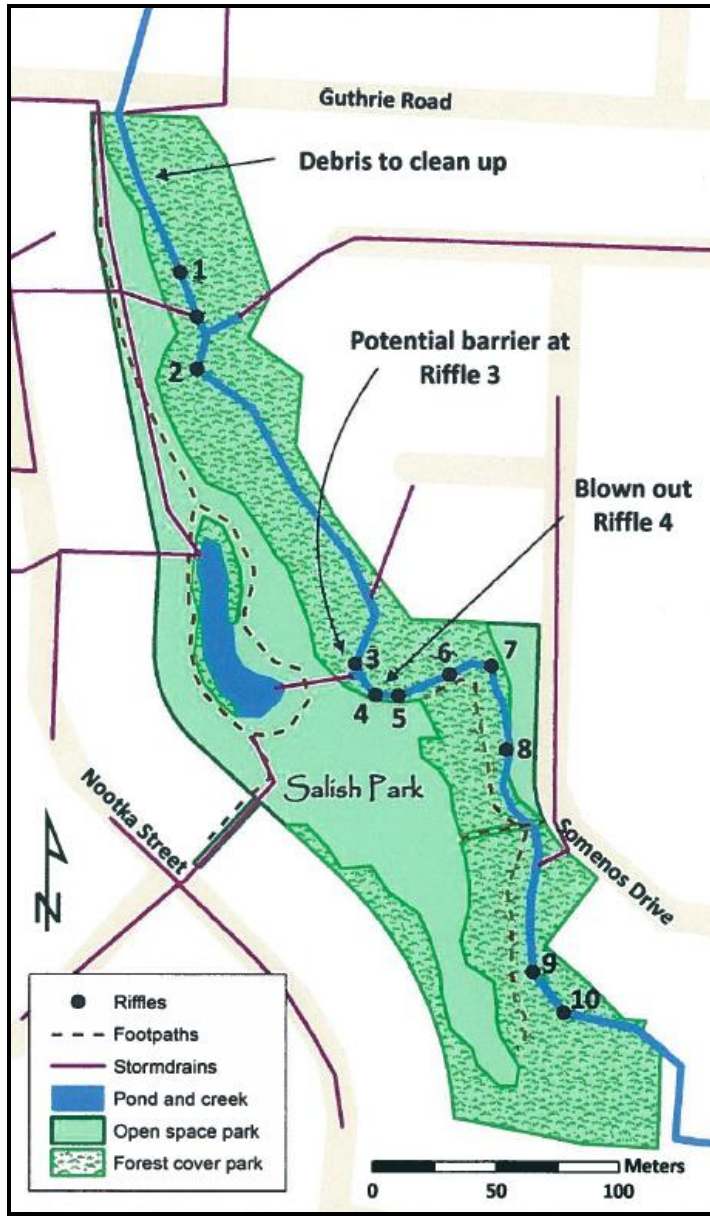 Guthrie Road
Debris to clean up
1
2
Potential barrier at
Riffle 3
Blown out
Riffle 4
3
4
5
6
7
8
Salish Park
Nootka Street
Somenos Drive
N
9
10
Riffles
Footpaths
Stormdrains
Pond and creek
Open space park
Forest cover park
Meters
0 50 100